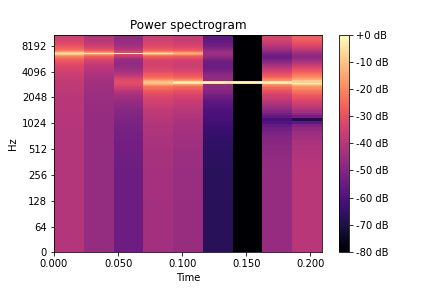 Power spectrogram
8192
4096
2048
1024
512
256
128
64
0
Hz
0.000 0.050 0.100 0.150 0.200
Time
+0 dB
-10 dB
-20 dB
-30 dB
-40 dB
-50 dB
-60 dB
-70 dB
-80 dB